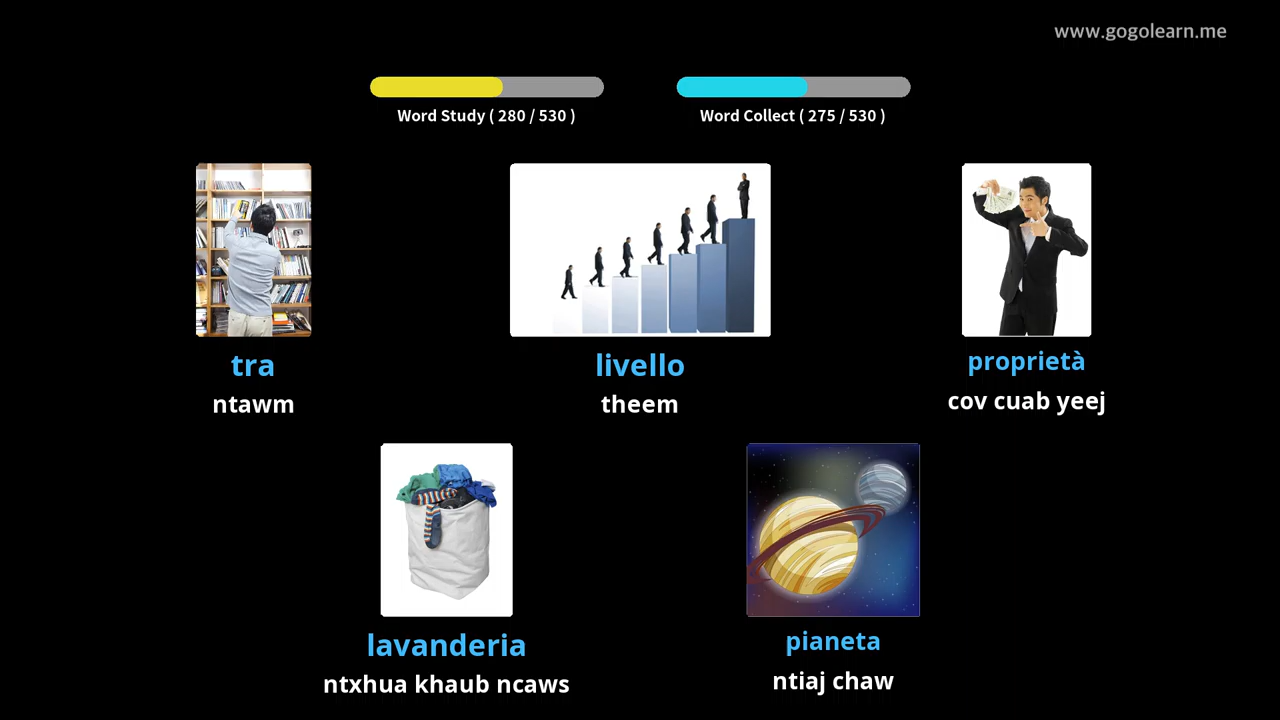 www.gogolearn.me
Word Study ( 280 / 530 )
Word Collect ( 275 / 530 )
tra
ntawm
livello
theem
proprietà
cov cuab yeej
lavanderia
ntxhua khaub ncaws
pianeta
ntiaj chaw